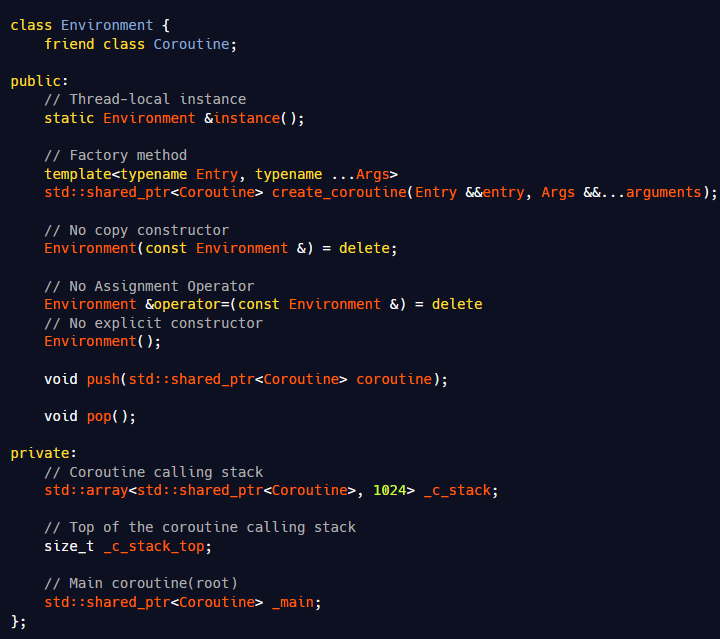 class Environment {
    friend class Coroutine;
public:
    // Thread-local instance
    static Environment &instance();
    // Factory method
    template<typename Entry, typename ...Args>
    std::shared_ptr<Coroutine> create_coroutine(Entry &&entry, Args &&...arguments);
    // No copy constructor
    Environment(const Environment &) = delete;
    // No Assignment Operator
    Environment &operator=(const Environment &) = delete
    // No explicit constructor
    Environment();
    void push(std::shared_ptr<Coroutine> coroutine);
    void pop();
private:
    // Coroutine calling stack
    std::array<std::shared_ptr<Coroutine>, 1024> _c_stack;
    // Top of the coroutine calling stack
    size_t _c_stack_top;
    // Main coroutine(root)
    std::shared_ptr<Coroutine> _main;
};